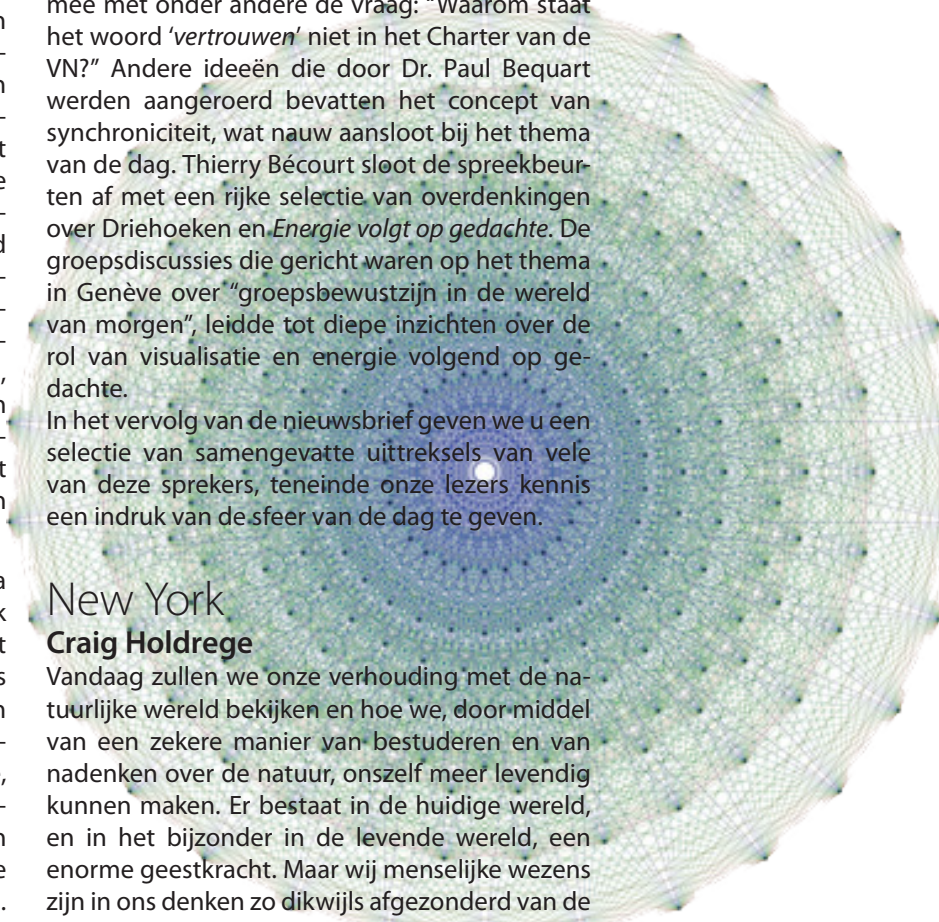 mee met onder andere de vraag: “Waarom staat
het woord ‘vertrouwen’ niet in het Charter van de
VN?” Andere ideeën die door Dr. Paul Bequart
werden aangeroerd bevatten het concept van
synchroniciteit, wat nauw aansloot bij het thema
van de dag. Thierry Bécourt sloot de spreekbeur-
ten af met een rijke selectie van overdenkingen
over Driehoeken en Energie volgt op gedachte. De
groepsdiscussies die gericht waren op het thema
in Genève over “groepsbewustzijn in de wereld
van morgen”, leidde tot diepe inzichten over de
rol van visualisatie en energie volgend op ge-
dachte.
In het vervolg van de nieuwsbrief geven we u een
selectie van samengevatte uittreksels van vele
van deze sprekers, teneinde onze lezers kennis
een indruk van de sfeer van de dag te geven.
New York
Craig Holdrege
Vandaag zullen we onze verhouding met de na-
tuurlijke wereld bekijken en hoe we, door middel
van een zekere manier van bestuderen en van
nadenken over de natuur, onszelf meer levendig
kunnen maken. Er bestaat in de huidige wereld,
en in het bijzonder in de levende wereld, een
enorme geestkracht. Maar wij menselijke wezens
zijn in ons denken zo dikwijls afgezonderd van de